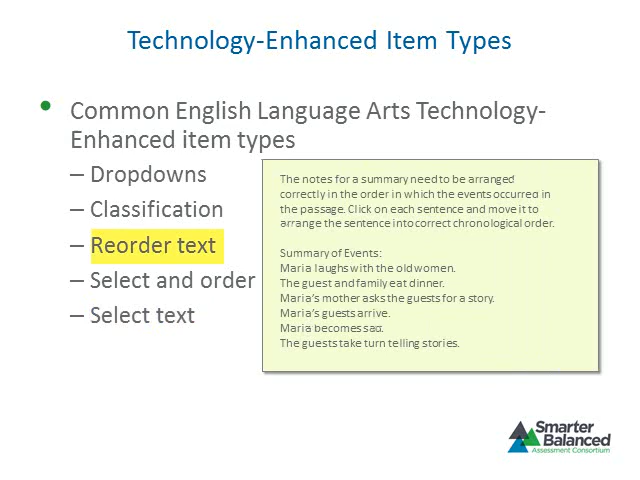 Technology-Enhanced Item Types
• Common English Language Arts Technology-
Enhanced item types
– Dropdowns
– Classification
– Reorder text
– Select and order
– Select text
The notes for a summary need to be arranged
correctly in the order in which the events occurred in
the passage. Click on each sentence and move it to
arrange the sentence into correct chronological order.
Summary of Events:
Maria laughs with the old women.
The guest and family eat dinner.
Maria's mother asks the guests for a story.
Maria's guests arrive.
Maria becomes sad.
The guests take turn telling stories.
Smarter
Balanced
Assessment Consortium